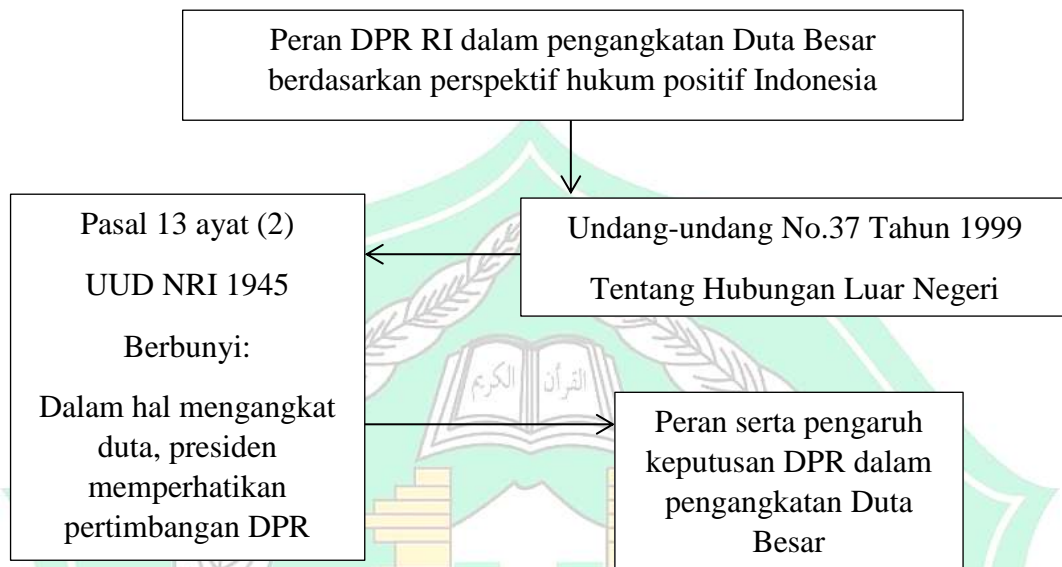 Peran DPR RI dalam pengangkatan Duta Besar
berdasarkan perspektif hukum positif Indonesia
Undang-undang No.37 Tahun 1999
Tentang Hubungan Luar Negeri
Pasal 13 ayat (2)
UUD NRI 1945
Berbunyi:
Dalam hal mengangkat
duta, presiden
memperhatikan
pertimbangan DPR
القرآن
الكريم
Peran serta pengaruh
keputusan DPR dalam
pengangkatan Duta
Besar